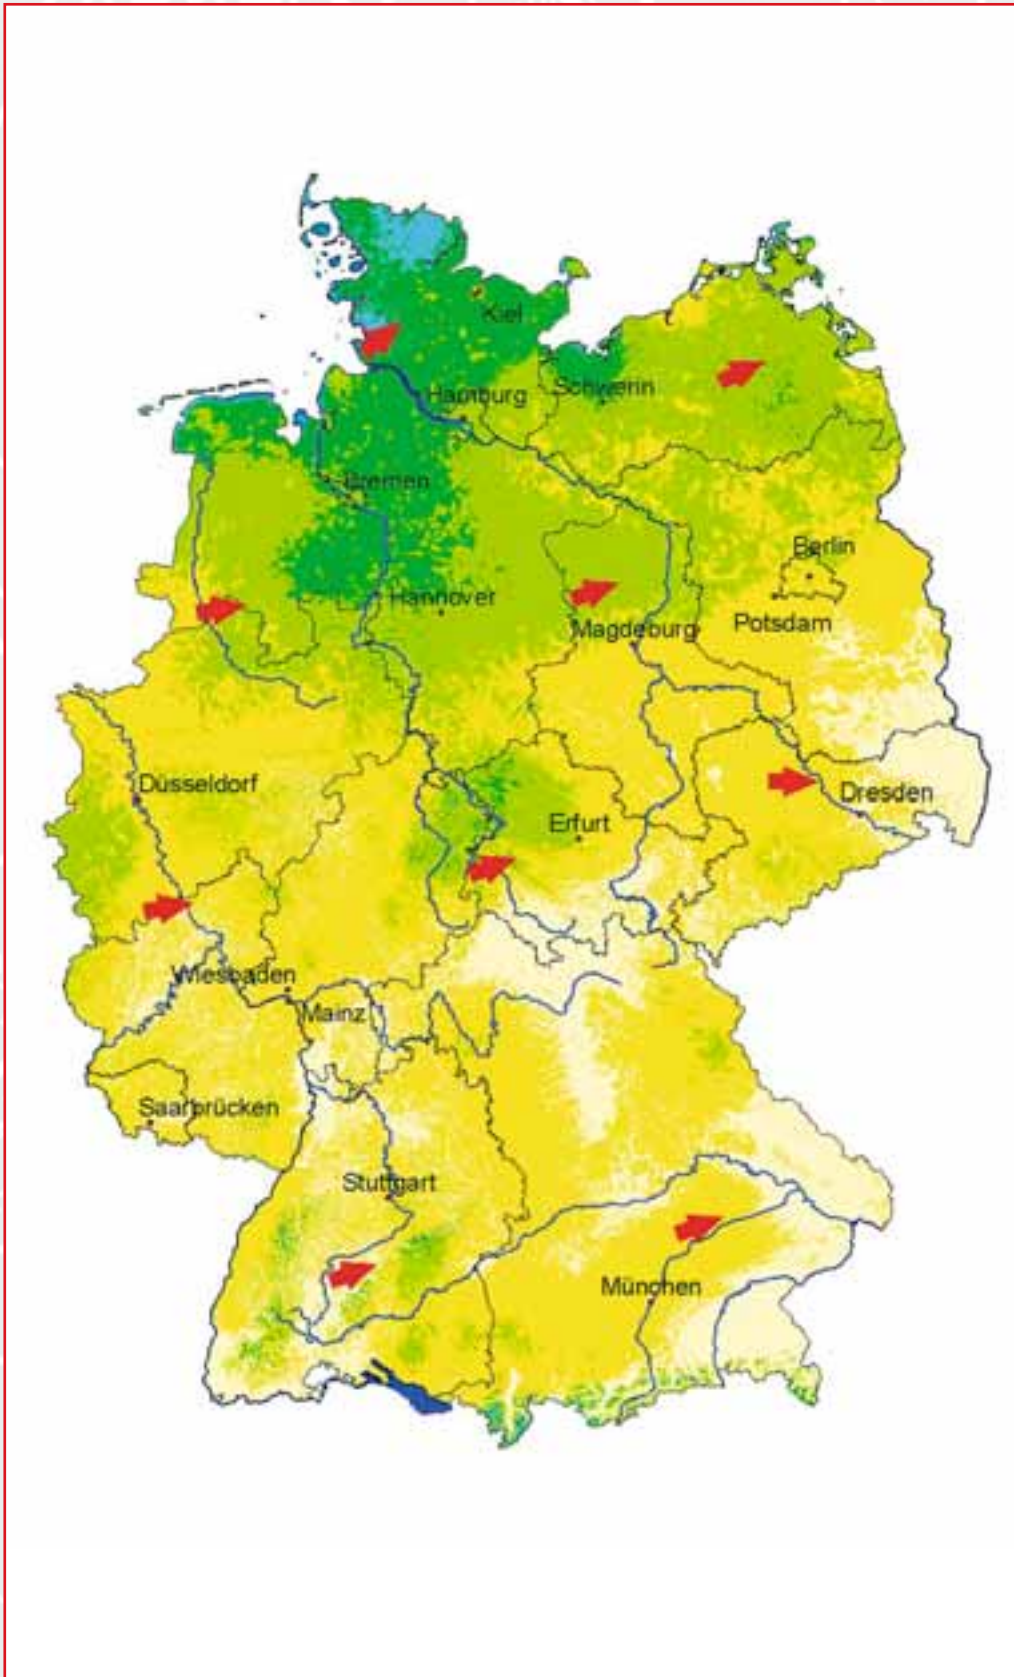 Kiel
Schwerin
Hamburg
Bremen
Berlin
Hannover
Potsdam
Magdeburg
Düsseldorf
Dresden
Erfurt
Wiesbaden
Mainz
Saarbrücken
Stuttgart
München